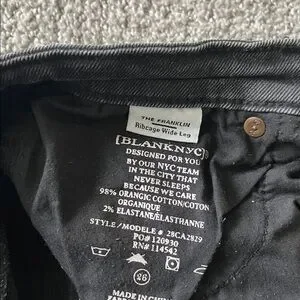 THE FRANKLIN
Ribcage Wide Leg
[BLANKNYC]
DESIGNED FOR YOU
BY OUR NYC TEAM
IN THE CITY THAT
NEVER SLEEPS
BECAUSE WE CARE
98% ORANGIC COTTON/COTON
ORGANIQUE
2% ELASTANE/ELASTHANNE
STYLE/MODELE # 28CA2829
PO# 120930
RN# 114542
26
MADE IN CHINA